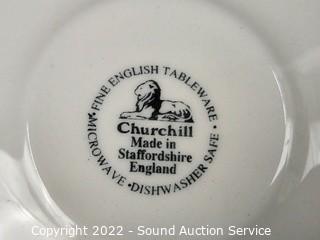 FINE ENGLISH TABLEWARE
Churchill
Made in
Staffordshire
England
•MICROWAVE•DISHWASHER SAFE•
Copyright 2022 - Sound Auction Service